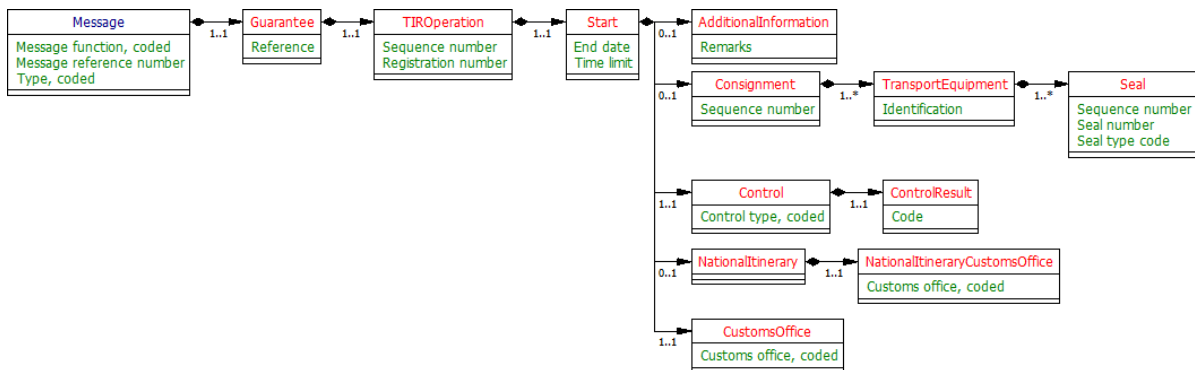 Message
Message function, coded
Message reference number
Type, coded
1..1
Guarantee
Reference
1..1
TIROperation
Sequence number
Registration number
1..1
Start
End date
Time limit
0..1
AdditionalInformation
Remarks
0..1
Consignment
Sequence number
1..*
TransportEquipment
Identification
1..*
Seal
Sequence number
Seal number
Seal type code
1..1
Control
Control type, coded
1..1
ControlResult
Code
0..1
NationalItinerary
1..1
NationalItineraryCustomsOffice
Customs office, coded
1..1
CustomsOffice
Customs office, coded